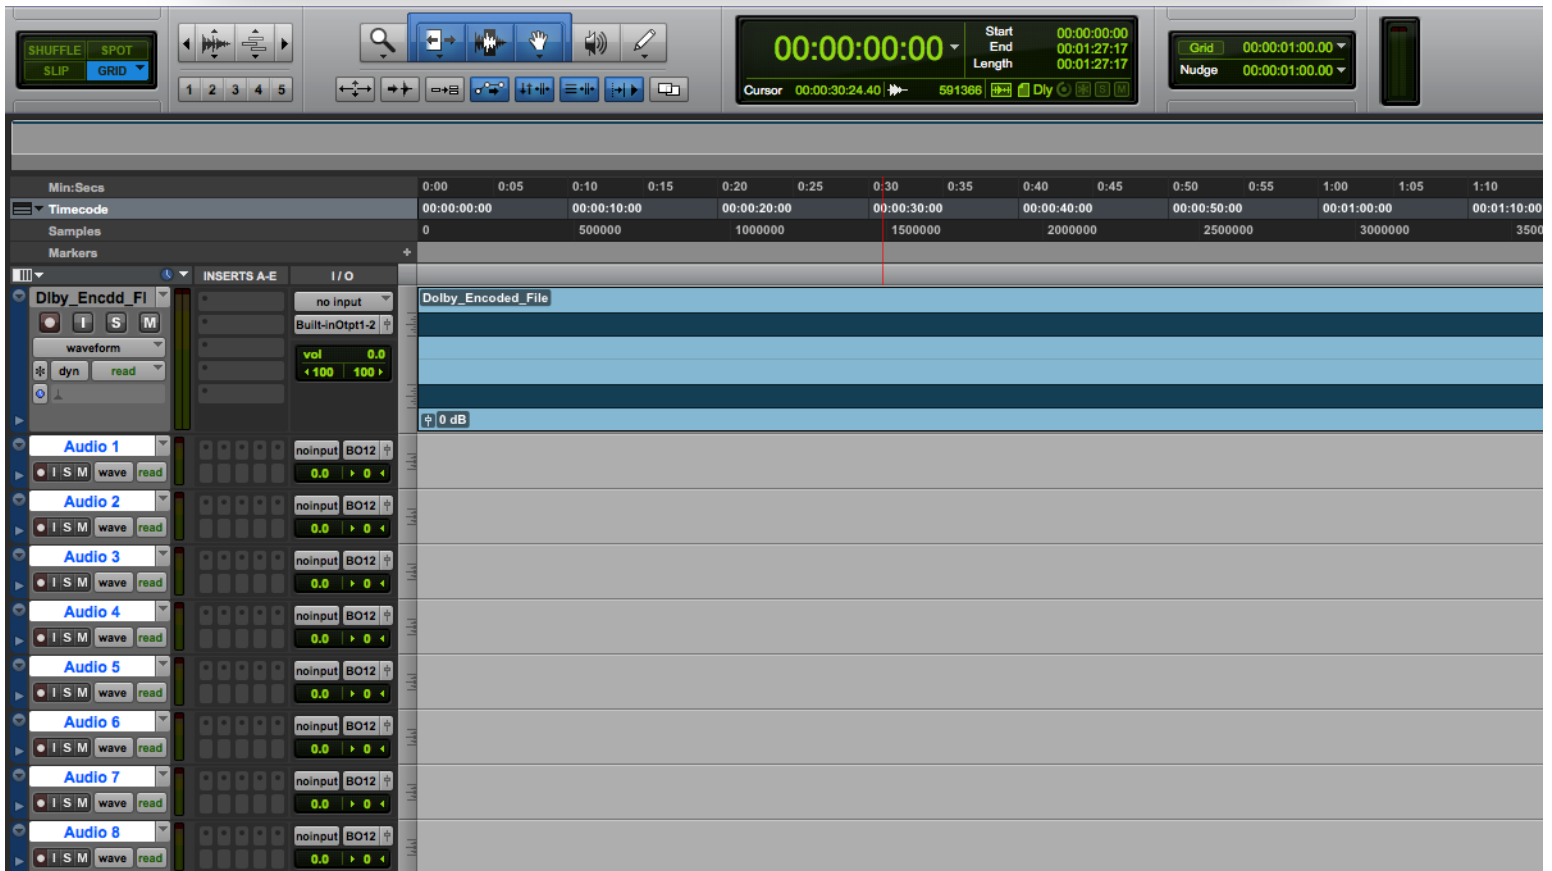 SHUFFLE SPOT
SLIP GRID
1 2 3 4 5
00:00:00:00
Start 00:00:00:00
End 00:01:27:17
Length 00:01:27:17
Cursor 00:00:30:24.40 591366 Dly S M
Grid 00:00:01:00.00
Nudge 00:00:01:00.00
Min:Secs 0:00 0:05 0:10 0:15 0:20 0:25 0:30 0:35 0:40 0:45 0:50 0:55 1:00 1:05 1:10
Timecode 00:00:00:00 00:00:10:00 00:00:20:00 00:00:30:00 00:00:40:00 00:00:50:00 00:01:00:00 00:01:10:00
Samples 0 500000 1000000 1500000 2000000 2500000 3000000 3500
Markers +
INSERTS A-E I / O
Dlby_Encdd_Fl no input Dolby_Encoded_File
I S M Built-inOtpt1-2
waveform vol 0.0
dyn read 100 100
0 dB
Audio 1 noinput BO12
I S M wave read 0.0 0
Audio 2 noinput BO12
I S M wave read 0.0 0
Audio 3 noinput BO12
I S M wave read 0.0 0
Audio 4 noinput BO12
I S M wave read 0.0 0
Audio 5 noinput BO12
I S M wave read 0.0 0
Audio 6 noinput BO12
I S M wave read 0.0 0
Audio 7 noinput BO12
I S M wave read 0.0 0
Audio 8 noinput BO12
I S M wave read 0.0 0